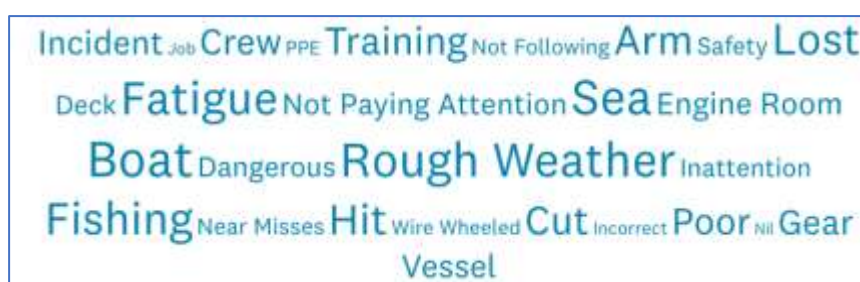 Incident Job Crew PPE Training Not Following Arm Safety Lost
Deck Fatigue Not Paying Attention Sea Engine Room
Boat Dangerous Rough Weather Inattention
Fishing Near Misses Hit Wire Wheeled Cut Incorrect Poor Nil Gear
Vessel